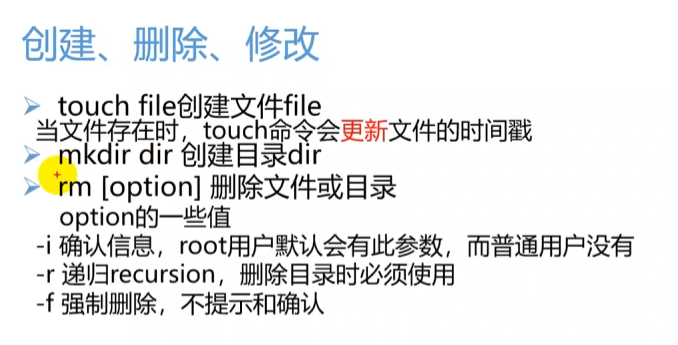 创建、删除、修改
touch file创建文件file
当文件存在时，touch命令会更新文件的时间戳
mkdir dir 创建目录dir
rm [option] 删除文件或目录
option的一些值
-i 确认信息，root用户默认会有此参数，而普通用户没有
-r 递归recursion，删除目录时必须使用
-f 强制删除，不提示和确认